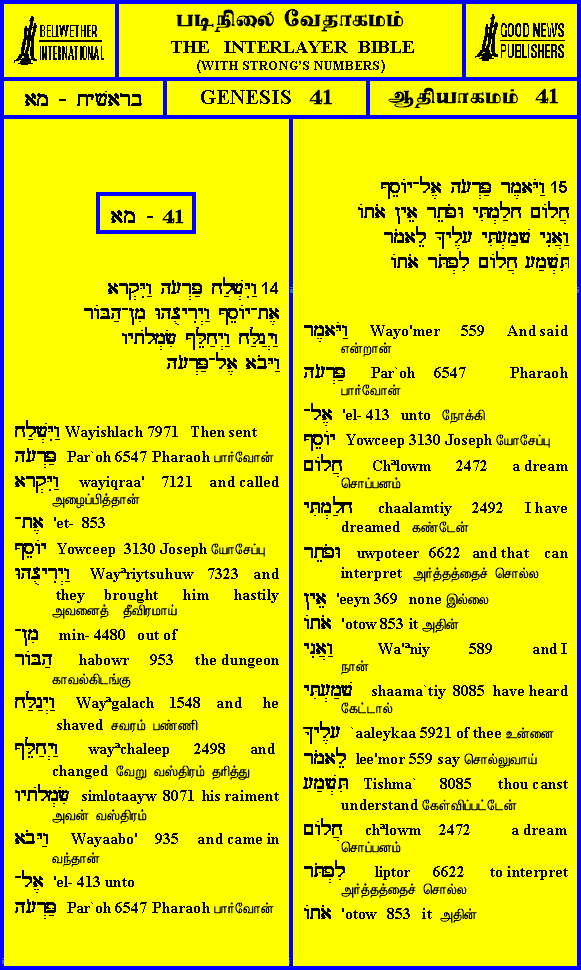 BELLWETHER
INTERNATIONAL
படிநிலை வேதாகமம்
THE INTERLAYER BIBLE
(WITH STRONG'S NUMBERS)
GOOD NEWS
PUBLISHERS
בראשית - מא
GENESIS 41
ஆதியாகமம் 41
מא - 41
14 וַיִּשְׁלַח פַּרְעֹה וַיִּקְרָא
אֶת־יוֹסֵף וַיְרִיצֻהוּ מִן־הַבּוֹר
וַיְגַלַּח וַיְחַלֵּף שִׂמְלֹתָיו
וַיָּבֹא אֶל־פַּרְעֹה
וַיִּשְׁלַח Wayishlach 7971 Then sent
פַּרְעֹה Par`oh 6547 Pharaoh பார்வோன்
וַיִּקְרָא wayiqraa' 7121 and called
அழைப்பித்தான்
אֶת־ 'et- 853
יוֹסֵף Yowceep 3130 Joseph யோசேப்பு
וַיְרִיצֻהוּ Wayªriytsuhuw 7323 and
they brought him hastily
அவனைத் தீவிரமாய்
מִן־ min- 4480 out of
הַבּוֹר habowr 953 the dungeon
காவல்கிடங்கு
וַיְגַלַּח Wayªgalach 1548 and he
shaved சவரம் பண்ணி
וַיְחַלֵּף wayªchaleep 2498 and
changed வேறு வஸ்திரம் தரித்து
שִׂמְלֹתָיו simlotaayw 8071 his raiment
அவன் வஸ்திரம்
וַיָּבֹא Wayaabo' 935 and came in
வந்தான்
אֶל־ 'el- 413 unto
פַּרְעֹה Par`oh 6547 Pharaoh பார்வோன்
15 וַיֹּאמֶר פַּרְעֹה אֶל־יוֹסֵף
חֲלוֹם חָלַמְתִּי וּפֹתֵר אֵין אֹתוֹ
וַאֲנִי שָׁמַעְתִּי עָלֶיךָ לֵאמֹר
תִּשְׁמַע חֲלוֹם לִפְתֹּר אֹתוֹ
וַיֹּאמֶר Wayo'mer 559 And said
என்றான்
פַּרְעֹה Par`oh 6547 Pharaoh
பார்வோன்
אֶל־ 'el- 413 unto நோக்கி
יוֹסֵף Yowceep 3130 Joseph யோசேப்பு
חֲלוֹם Chªlowm 2472 a dream
சொப்பனம்
חָלַמְתִּי chaalamtiy 2492 I have
dreamed கண்டேன்
וּפֹתֵר uwpoteer 6622 and that can
interpret அர்த்தத்தைச் சொல்ல
אֵין 'eeyn 369 none இல்லை
אֹתוֹ 'otow 853 it அதின்
וַאֲנִי Wa'ªniy 589 and I
நான்
שָׁמַעְתִּי shaama`tiy 8085 have heard
கேட்டால்
עָלֶיךָ `aaleykaa 5921 of thee உன்னை
לֵאמֹר lee'mor 559 say சொல்லுவாய்
תִּשְׁמַע Tishma` 8085 thou canst
understand கேள்விப்பட்டேன்
חֲלוֹם chªlowm 2472 a dream
சொப்பனம்
לִפְתֹּר liptor 6622 to interpret
அர்த்தத்தைச் சொல்ல
אֹתוֹ 'otow 853 it அதின்